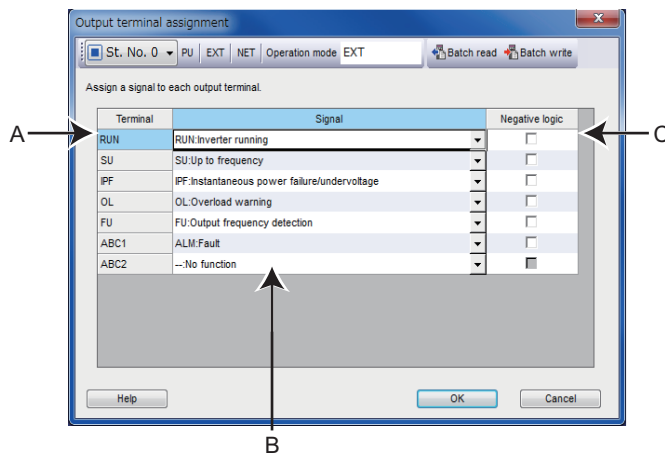 Output terminal assignment
St. No. 0 PU EXT NET Operation mode EXT Batch read Batch write
Assign a signal to each output terminal.
Terminal Signal Negative logic
A C
RUN RUN:Inverter running
SU SU:Up to frequency
IPF IPF:Instantaneous power failure/undervoltage
OL OL:Overload warning
FU FU:Output frequency detection
ABC1 ALM:Fault
ABC2 --:No function
Help OK Cancel
B